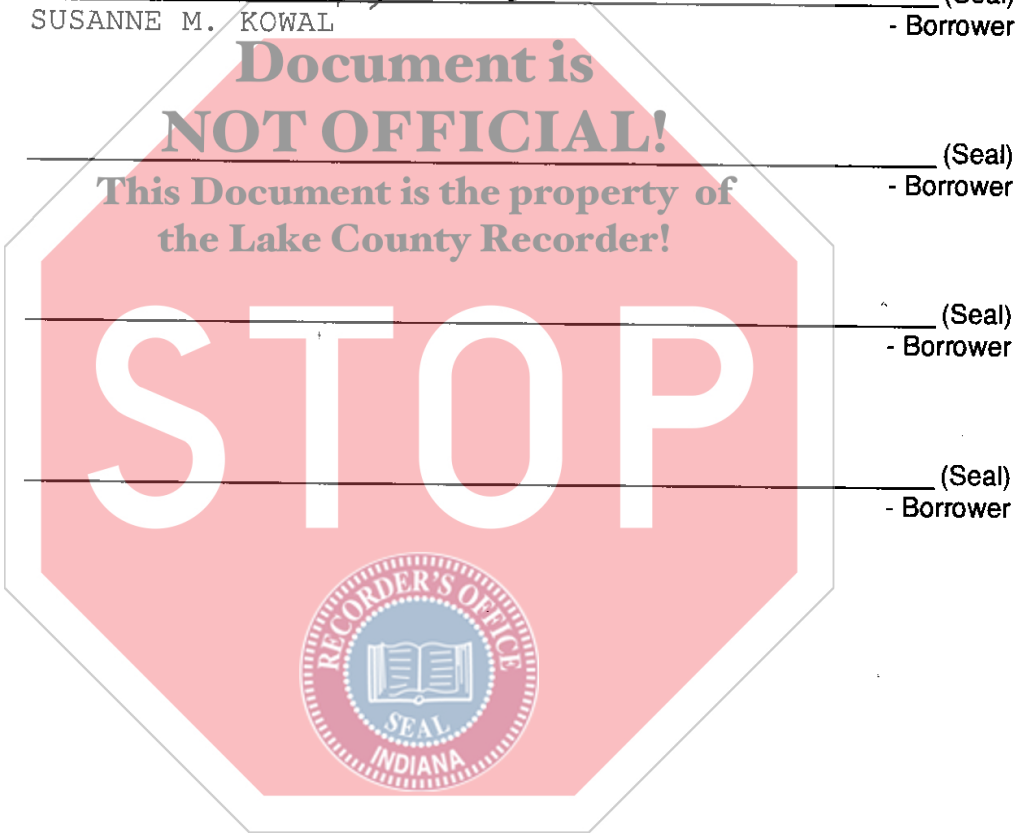 (Seal)
SUSANNE M. KOWAL
- Borrower
Document is
NOT OFFICIAL!
(Seal)
- Borrower
This Document is the property of
the Lake County Recorder!
(Seal)
- Borrower
STOP
(Seal)
- Borrower
RECORDER'S OFFICE
SEAL
INDIANA